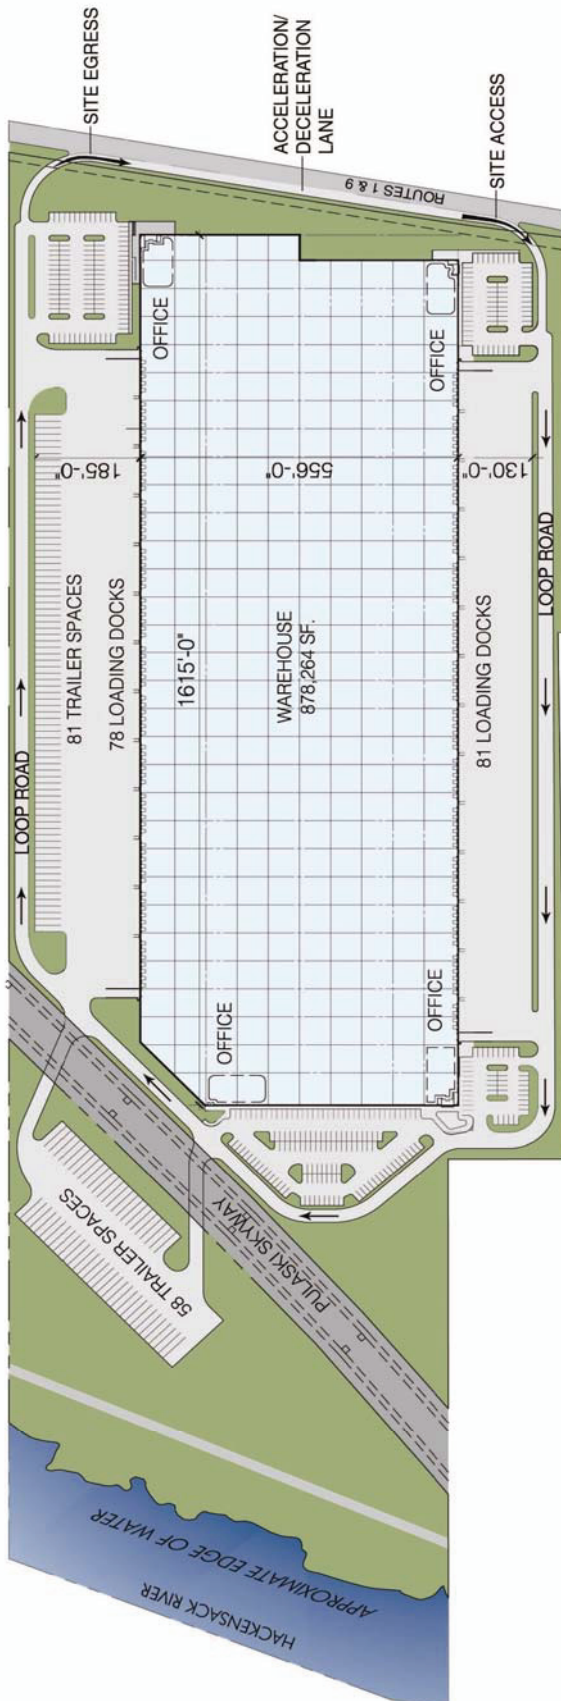 SITE EGRESS
ACCELERATION/
DECELERATION
LANE
SITE ACCESS
ROUTES 1 & 9
OFFICE
OFFICE
185'-0"
556'-0"
130'-0"
LOOP ROAD
81 TRAILER SPACES
78 LOADING DOCKS
1615'-0"
WAREHOUSE
878,264 SF.
81 LOADING DOCKS
LOOP ROAD
OFFICE
OFFICE
58 TRAILER SPACES
PULASKI SKYWAY
APPROXIMATE EDGE OF WATER
HACKENSACK RIVER